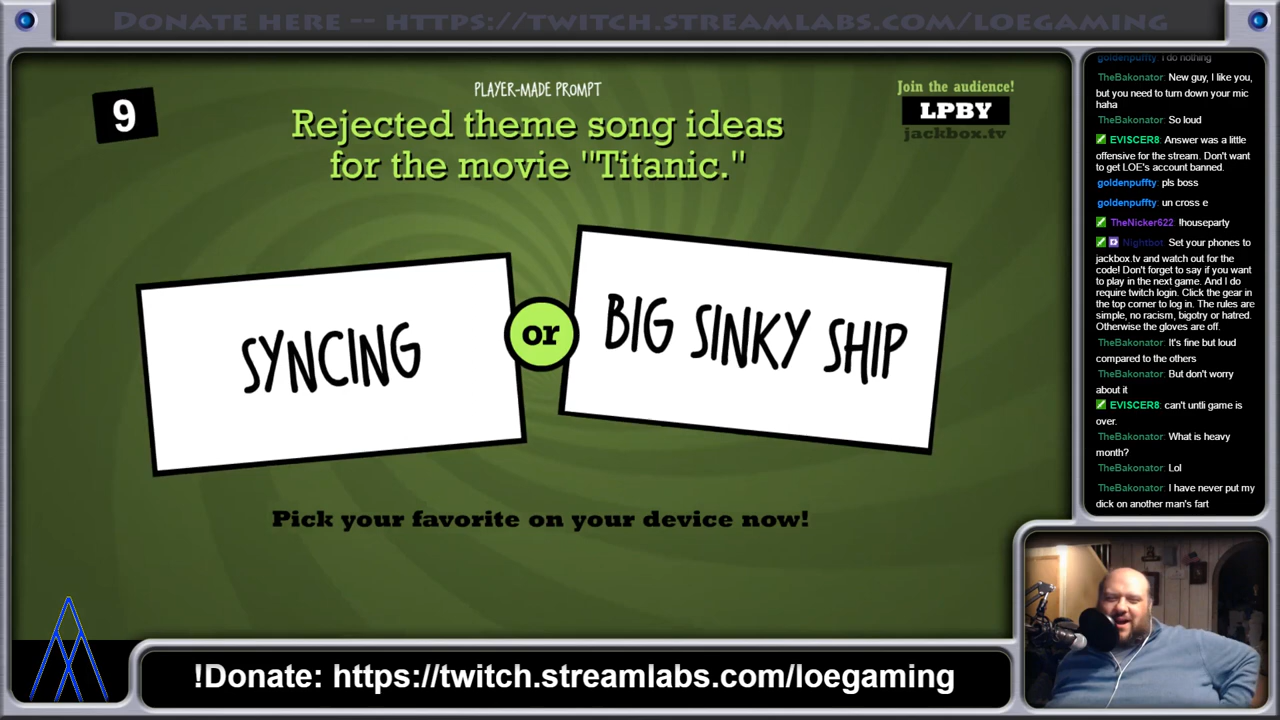 Donate here -- https://twitch.streamlabs.com/loegaming
9
PLAYER-MADE PROMPT
Rejected theme song ideas
for the movie "Titanic."
Join the audience!
LPBY
jackbox.tv
SYNCING
or
BIG SINKY SHIP
Pick your favorite on your device now!
goldenpuffty: I do nothing
TheBakonator: New guy, I like you,
but you need to turn down your mic
haha
TheBakonator: So loud
EVISCER8: Answer was a little
offensive for the stream. Don't want
to get LOE's account banned.
goldenpuffty: pls boss
goldenpuffty: un cross e
TheNicker622: !houseparty
Nightbot: Set your phones to
jackbox.tv and watch out for the
code! Don't forget to say if you want
to play in the next game. And I do
require twitch login. Click the gear in
the top corner to log in. The rules are
simple, no racism, bigotry or hatred.
Otherwise the gloves are off.
TheBakonator: It's fine but loud
compared to the others
TheBakonator: But don't worry
about it
EVISCER8: can't untli game is
over.
TheBakonator: What is heavy
month?
TheBakonator: Lol
TheBakonator: I have never put my
dick on another man's fart
!Donate: https://twitch.streamlabs.com/loegaming